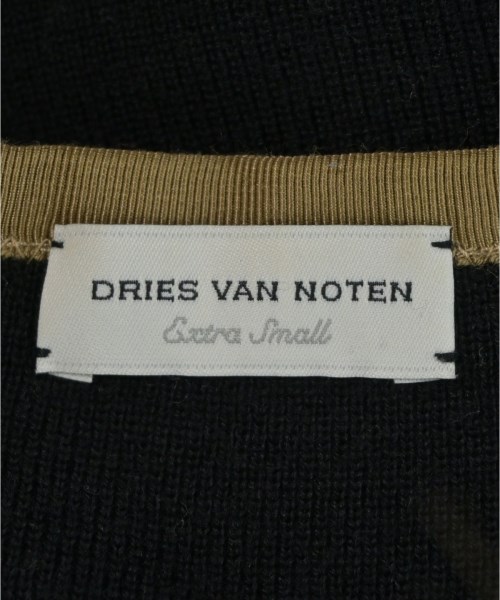 DRIES VAN NOTEN
Extra Small